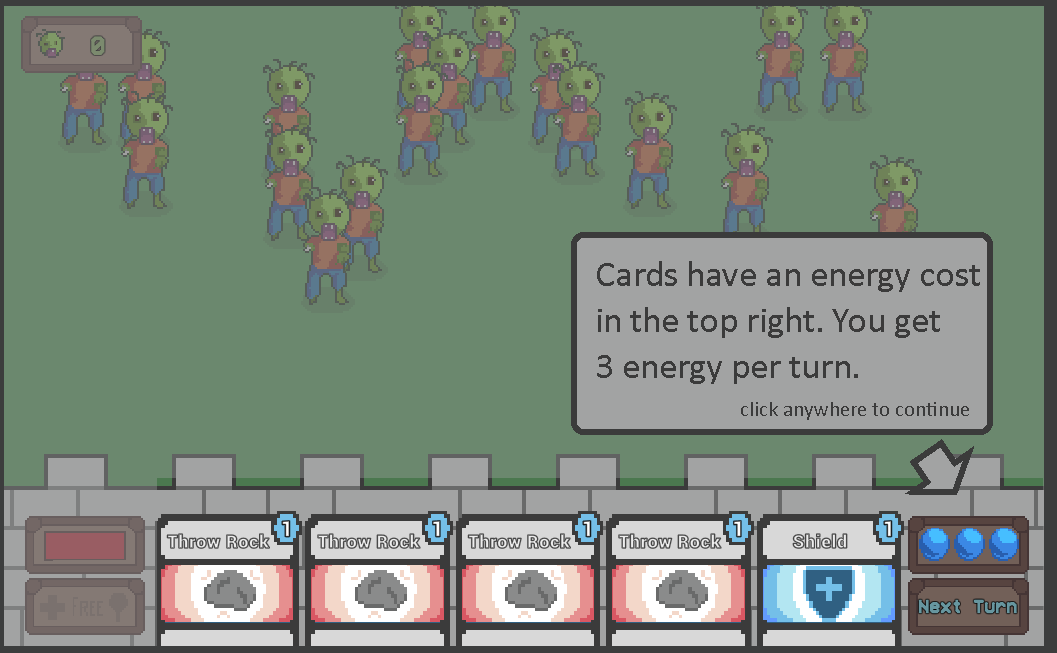 0
Cards have an energy cost
in the top right. You get
3 energy per turn.
click anywhere to continue
1 1 1 1 1
Throw Rock Throw Rock Throw Rock Throw Rock Shield
Free
Next Turn